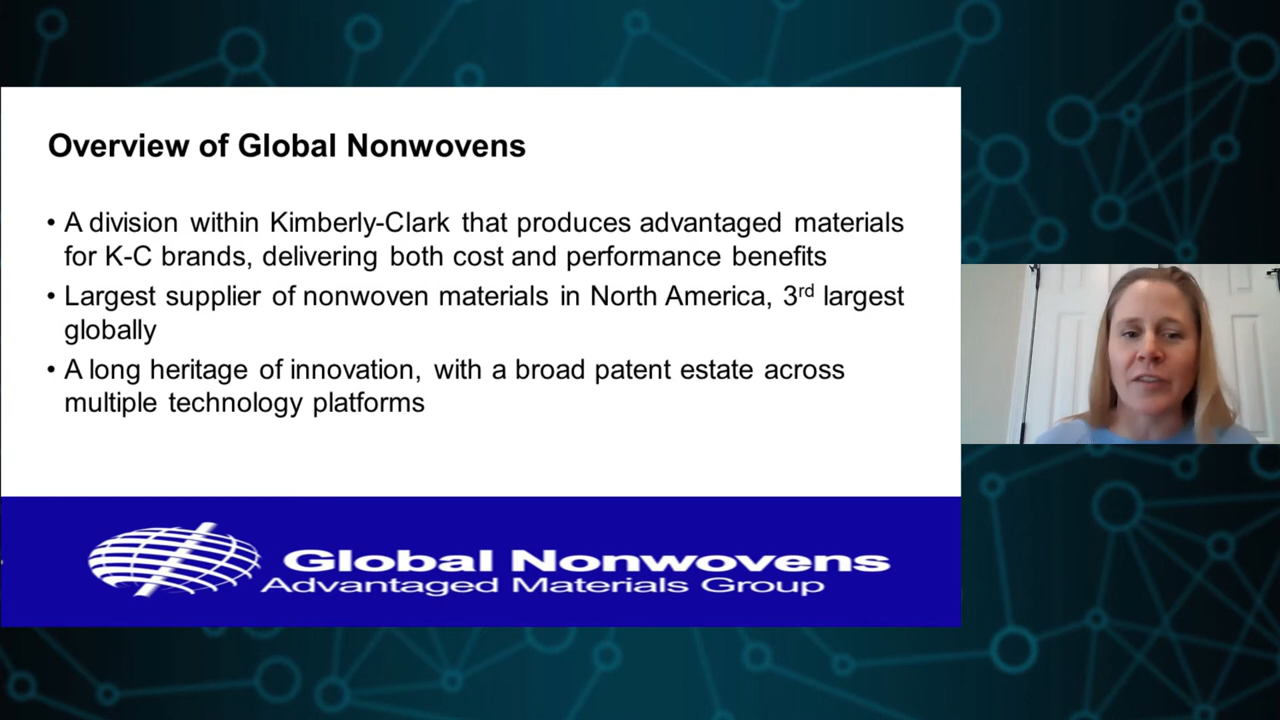 Overview of Global Nonwovens
• A division within Kimberly-Clark that produces advantaged materials
for K-C brands, delivering both cost and performance benefits
• Largest supplier of nonwoven materials in North America, 3rd largest
globally
• A long heritage of innovation, with a broad patent estate across
multiple technology platforms
Global Nonwovens
Advantaged Materials Group